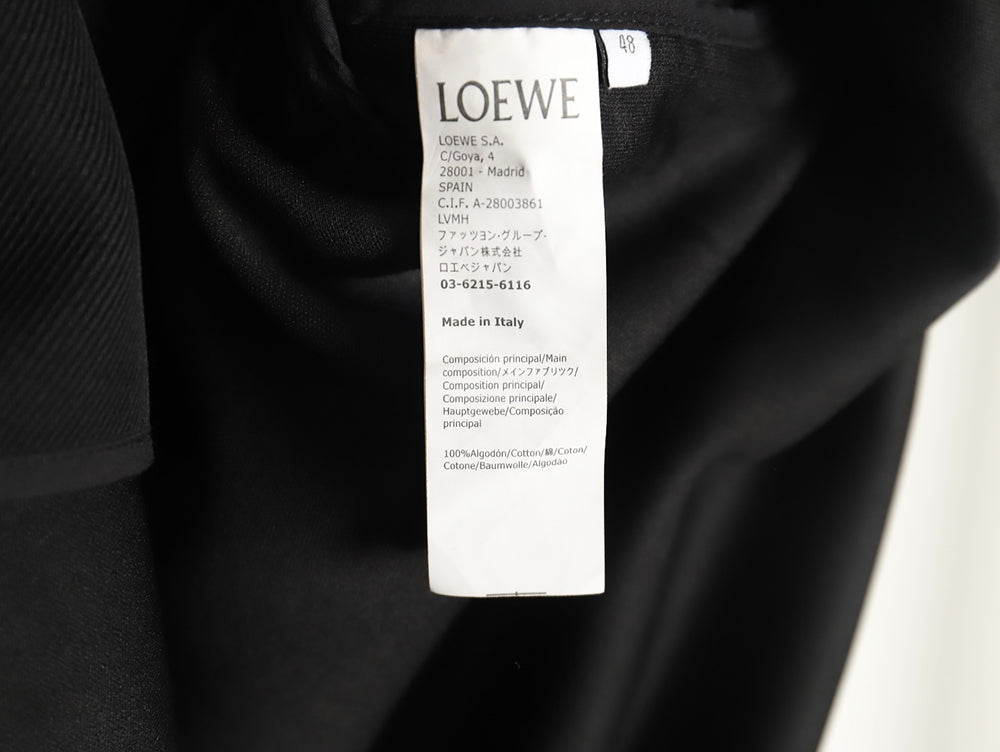 48
LOEWE
LOEWE S.A.
C/Goya, 4
28001 - Madrid
SPAIN
C.I.F. A-28003861
LVMH
ファッツヨン・グループ・
ジャパン株式会社
ロエベジャパン
03-6215-6116
Made in Italy
Composición principal/Main
composition/メインファブリツク/
Composition principal/
Composizione principale/
Hauptgewebe/Composição
principal
100%Algodón/Cotton/綿/Coton/
Cotone/Baumwolle/Algodão